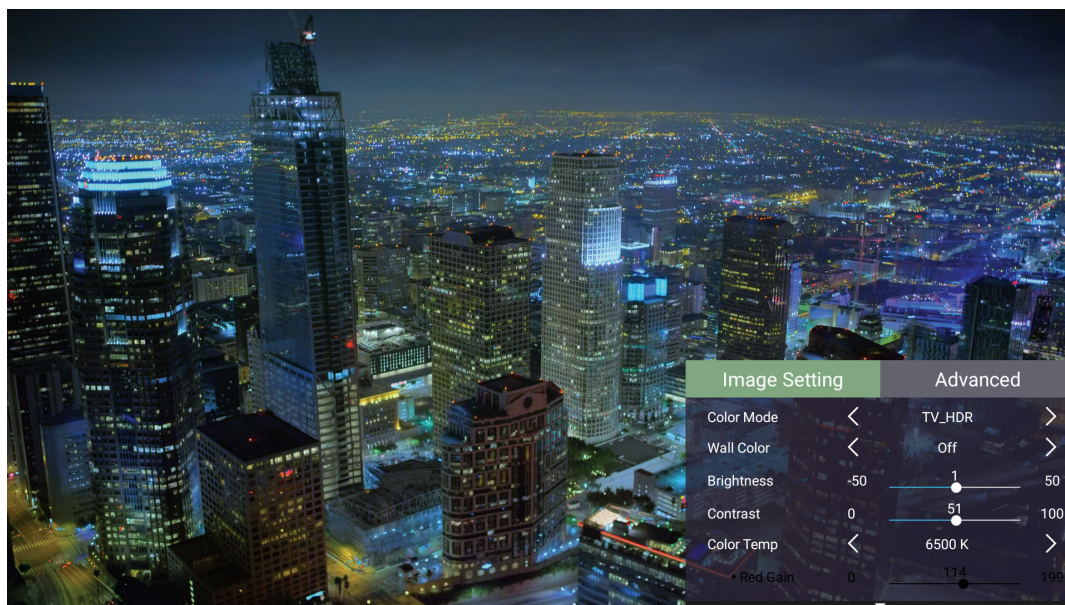 Image Setting Advanced
Color Mode TV_HDR
Wall Color Off
Brightness -50 1 50
Contrast 0 51 100
Color Temp 6500 K
• Red Gain 0 114 199